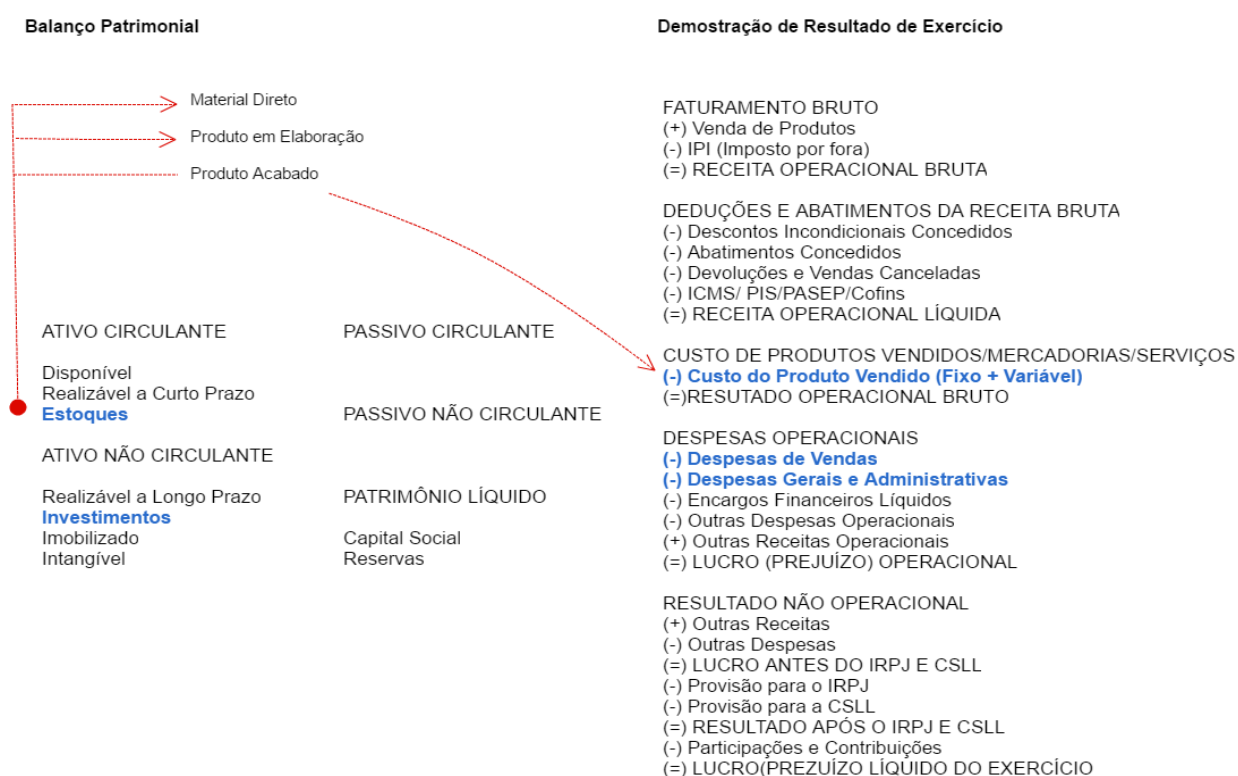 Balanço Patrimonial
Material Direto
Produto em Elaboração
Produto Acabado
ATIVO CIRCULANTE
Disponível
Realizável a Curto Prazo
Estoques
ATIVO NÃO CIRCULANTE
Realizável a Longo Prazo
Investimentos
Imobilizado
Intangível
PASSIVO CIRCULANTE
PASSIVO NÃO CIRCULANTE
PATRIMÔNIO LÍQUIDO
Capital Social
Reservas
Demostração de Resultado de Exercício
FATURAMENTO BRUTO
(+) Venda de Produtos
(-) IPI (Imposto por fora)
(=) RECEITA OPERACIONAL BRUTA
DEDUÇÕES E ABATIMENTOS DA RECEITA BRUTA
(-) Descontos Incondicionais Concedidos
(-) Abatimentos Concedidos
(-) Devoluções e Vendas Canceladas
(-) ICMS/ PIS/PASEP/Cofins
(=) RECEITA OPERACIONAL LÍQUIDA
CUSTO DE PRODUTOS VENDIDOS/MERCADORIAS/SERVIÇOS
(-) Custo do Produto Vendido (Fixo + Variável)
(=)RESUTADO OPERACIONAL BRUTO
DESPESAS OPERACIONAIS
(-) Despesas de Vendas
(-) Despesas Gerais e Administrativas
(-) Encargos Financeiros Líquidos
(-) Outras Despesas Operacionais
(+) Outras Receitas Operacionais
(=) LUCRO (PREJUÍZO) OPERACIONAL
RESULTADO NÃO OPERACIONAL
(+) Outras Receitas
(-) Outras Despesas
(=) LUCRO ANTES DO IRPJ E CSLL
(-) Provisão para o IRPJ
(-) Provisão para a CSLL
(=) RESULTADO APÓS O IRPJ E CSLL
(-) Participações e Contribuições
(=) LUCRO(PREZUÍZO LÍQUIDO DO EXERCÍCIO